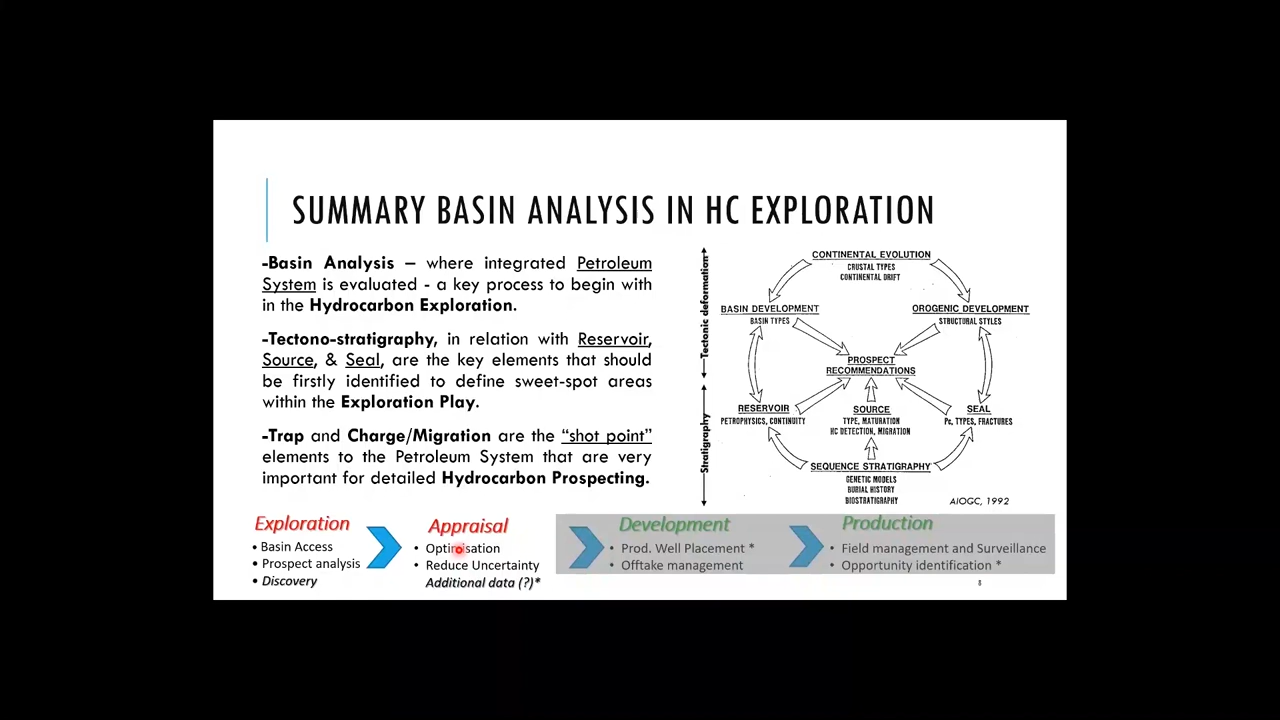 SUMMARY BASIN ANALYSIS IN HC EXPLORATION
-Basin Analysis – where integrated Petroleum
System is evaluated - a key process to begin with
in the Hydrocarbon Exploration.
-Tectono-stratigraphy, in relation with Reservoir,
Source, & Seal, are the key elements that should
be firstly identified to define sweet-spot areas
within the Exploration Play.
-Trap and Charge/Migration are the “shot point”
elements to the Petroleum System that are very
important for detailed Hydrocarbon Prospecting.
Tectonic deformation
Stratigraphy
CONTINENTAL EVOLUTION
CRUSTAL TYPES
CONTINENTAL DRIFT
BASIN DEVELOPMENT
BASIN TYPES
OROGENIC DEVELOPMENT
STRUCTURAL STYLES
PROSPECT
RECOMMENDATIONS
RESERVOIR
PETROPHYSICS, CONTINUITY
SOURCE
TYPE, MATURATION
HC DETECTION, MIGRATION
SEAL
Pc, TYPES, FRACTURES
SEQUENCE STRATIGRAPHY
GENETIC MODELS
BURIAL HISTORY
BIOSTRATIGRAPHY
AIOGC, 1992
Exploration
• Basin Access
• Prospect analysis
• Discovery
Appraisal
• Optimisation
• Reduce Uncertainty
Additional data (?)*
Development
• Prod. Well Placement *
• Offtake management
Production
• Field management and Surveillance
• Opportunity identification *
8